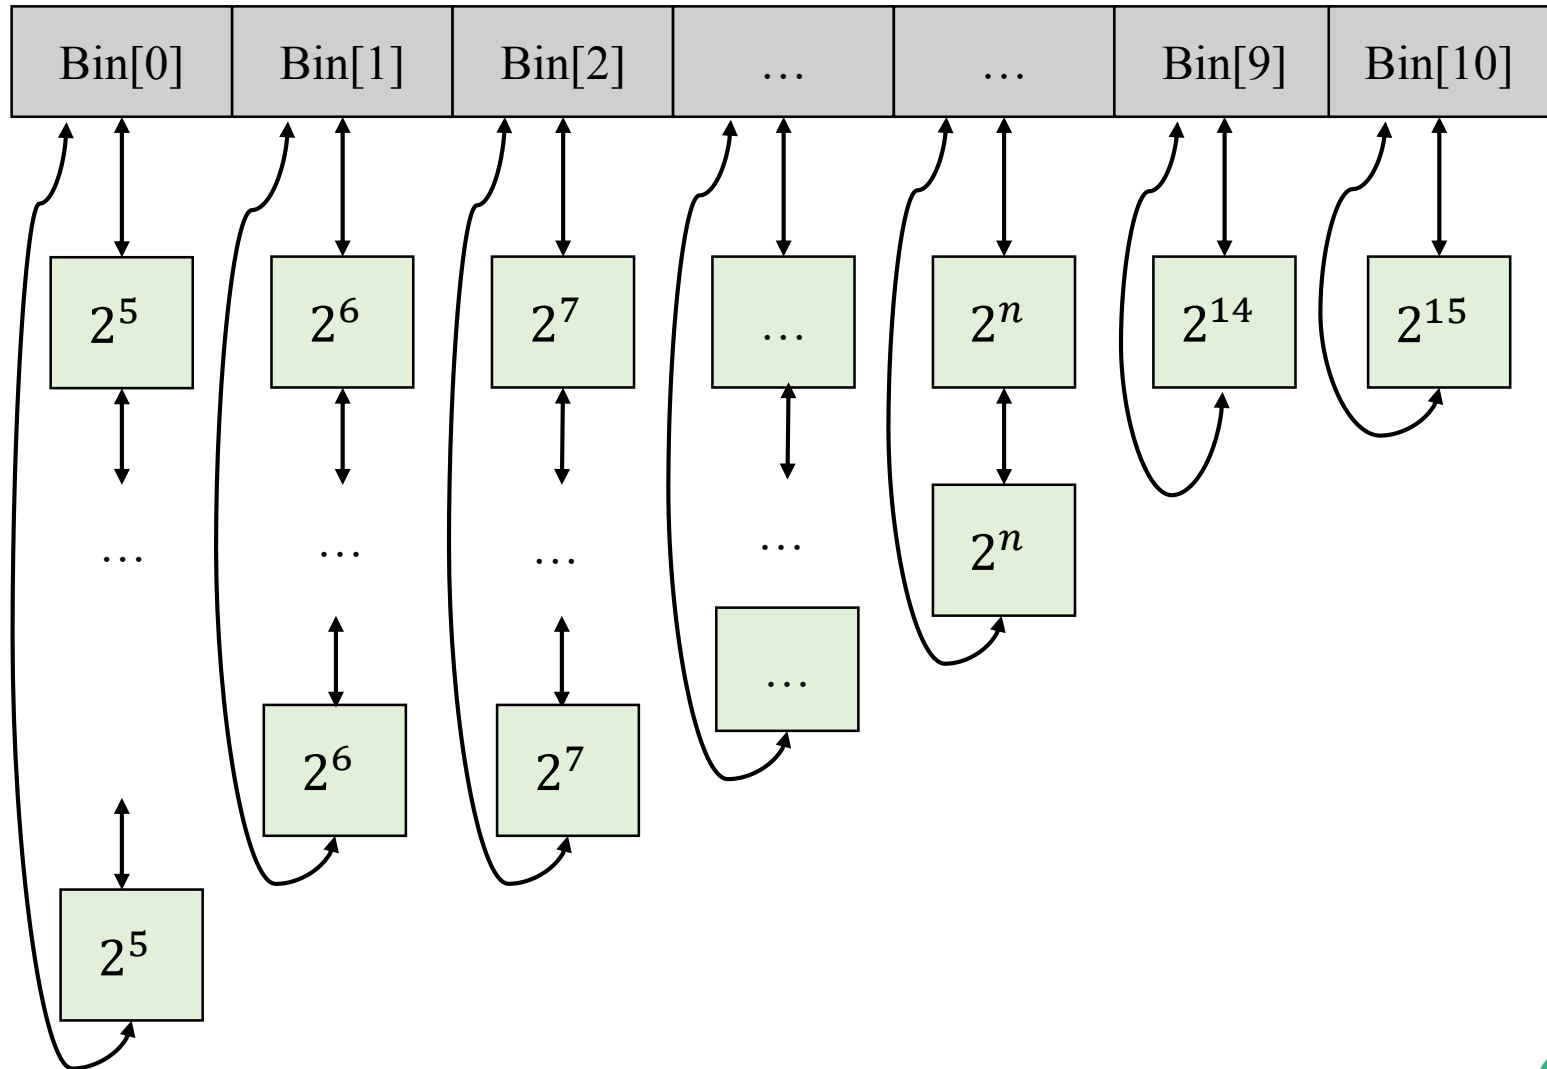 Bin[0] Bin[1] Bin[2] … … Bin[9] Bin[10]
2⁵ 2⁶ 2⁷ … 2ⁿ 2¹⁴ 2¹⁵
… … … … 2ⁿ
…
2⁶ 2⁷
2⁵